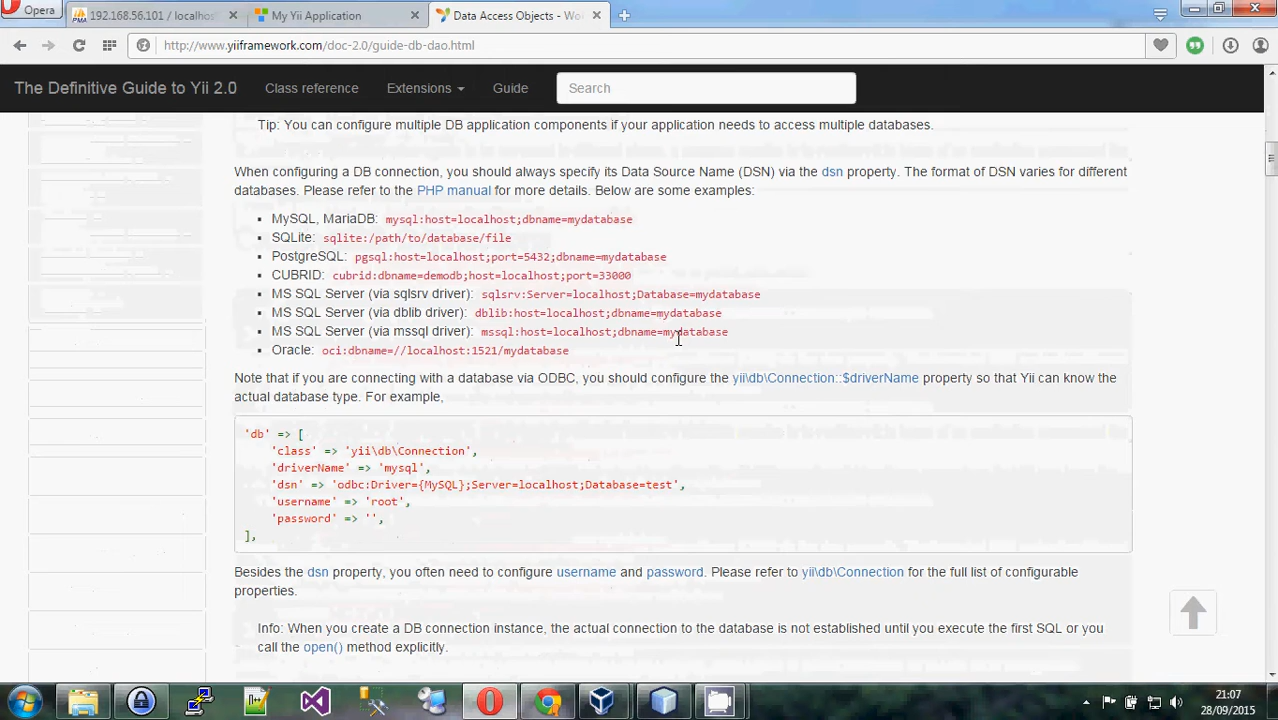 Opera
192.168.56.101 / localhos
My Yii Application
Data Access Objects - Wo
http://www.yiiframework.com/doc-2.0/guide-db-dao.html
The Definitive Guide to Yii 2.0
Class reference
Extensions
Guide
Search
Tip: You can configure multiple DB application components if your application needs to access multiple databases.
When configuring a DB connection, you should always specify its Data Source Name (DSN) via the dsn property. The format of DSN varies for different
databases. Please refer to the PHP manual for more details. Below are some examples:
MySQL, MariaDB: mysql:host=localhost;dbname=mydatabase
SQLite: sqlite:/path/to/database/file
PostgreSQL: pgsql:host=localhost;port=5432;dbname=mydatabase
CUBRID: cubrid:dbname=demodb;host=localhost;port=33000
MS SQL Server (via sqlsrv driver): sqlsrv:Server=localhost;Database=mydatabase
MS SQL Server (via dblib driver): dblib:host=localhost;dbname=mydatabase
MS SQL Server (via mssql driver): mssql:host=localhost;dbname=mydatabase
Oracle: oci:dbname=//localhost:1521/mydatabase
Note that if you are connecting with a database via ODBC, you should configure the yii\db\Connection::$driverName property so that Yii can know the
actual database type. For example,
'db' => [
'class' => 'yii\db\Connection',
'driverName' => 'mysql',
'dsn' => 'odbc:Driver={MySQL};Server=localhost;Database=test',
'username' => 'root',
'password' => '',
],
Besides the dsn property, you often need to configure username and password. Please refer to yii\db\Connection for the full list of configurable
properties.
Info: When you create a DB connection instance, the actual connection to the database is not established until you execute the first SQL or you
call the open() method explicitly.
21:07
28/09/2015